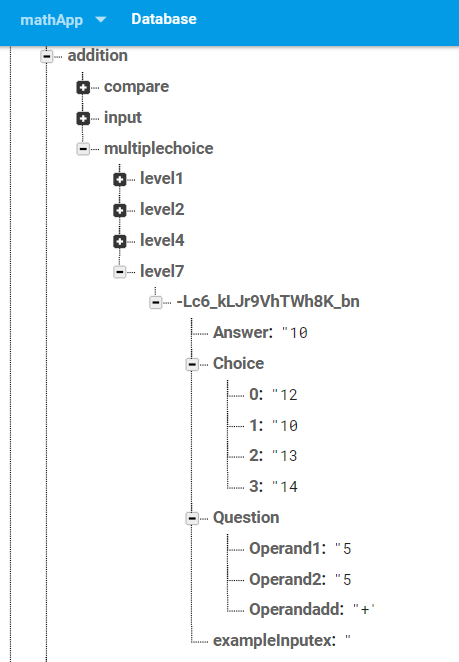 mathApp Database
addition
compare
input
multiplechoice
level1
level2
level4
level7
-Lc6_kLJr9VhTWh8K_bn
Answer: "10
Choice
0: "12
1: "10
2: "13
3: "14
Question
Operand1: "5
Operand2: "5
Operandadd: "+'
exampleInputex: "